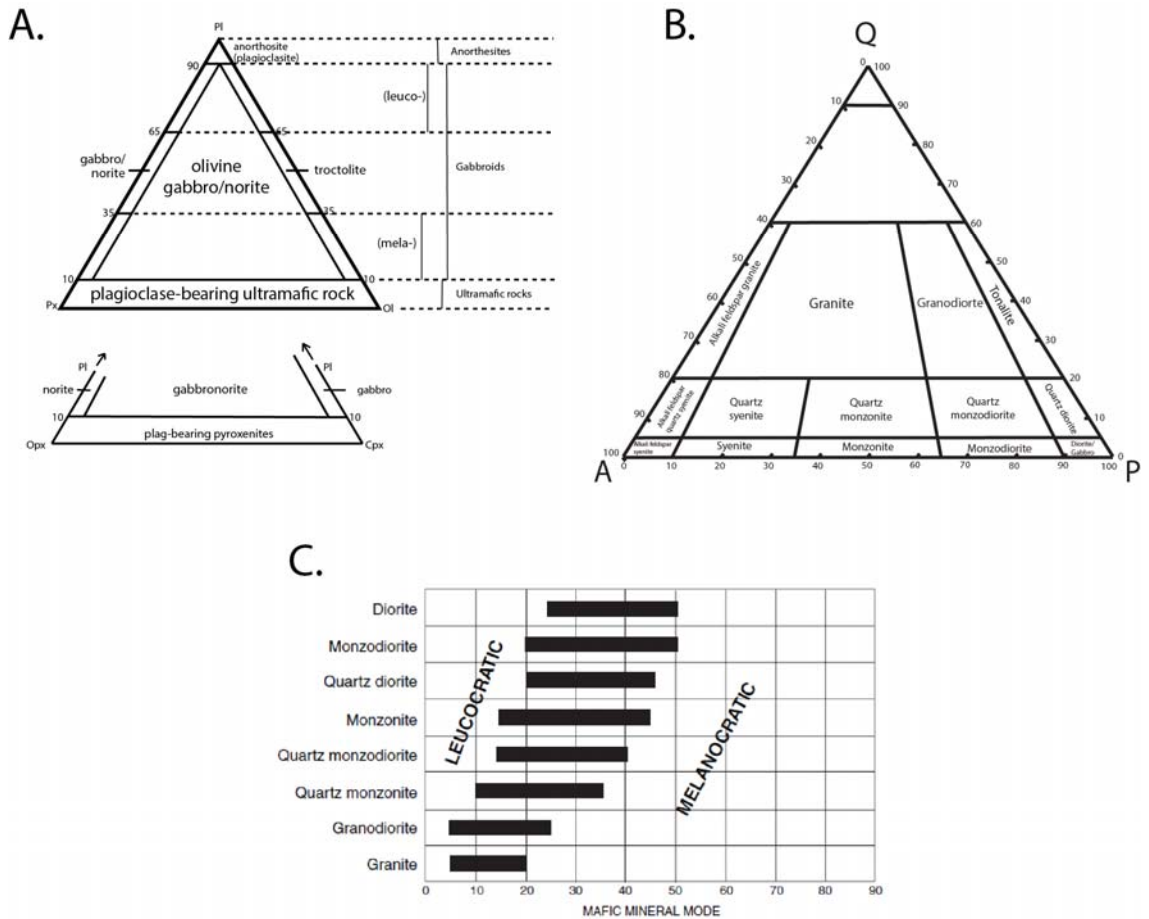 A.
Pl
anorthosite
(plagioclasite)
90
Anorthesites
(leuco-)
65
65
gabbro/
norite
olivine
gabbro/norite
troctolite
Gabbroids
35
35
(mela-)
10
10
plagioclase-bearing ultramafic rock
Ultramafic rocks
Px
Ol
Pl
Pl
norite
gabbronorite
gabbro
10
10
plag-bearing pyroxenites
Opx
Cpx
B.
Q
0
100
10
90
20
80
30
70
40
60
50
50
60
40
70
30
80
20
90
10
100
0
Alkali feldspar granite
Granite
Granodiorte
Tonalite
Alkali feldspar
quartz syenite
Quartz
syenite
Quartz
monzonite
Quartz
monzodiorite
Quartz diorite
Alkali feldspar
syenite
Syenite
Monzonite
Monzodiorite
Diorite/
Gabbro
A
0 10 20 30 40 50 60 70 80 90 100
P
C.
Diorite
Monzodiorite
Quartz diorite
Monzonite
Quartz monzodiorite
Quartz monzonite
Granodiorite
Granite
LEUCOCRATIC
MELANOCRATIC
0 10 20 30 40 50 60 70 80 90
MAFIC MINERAL MODE